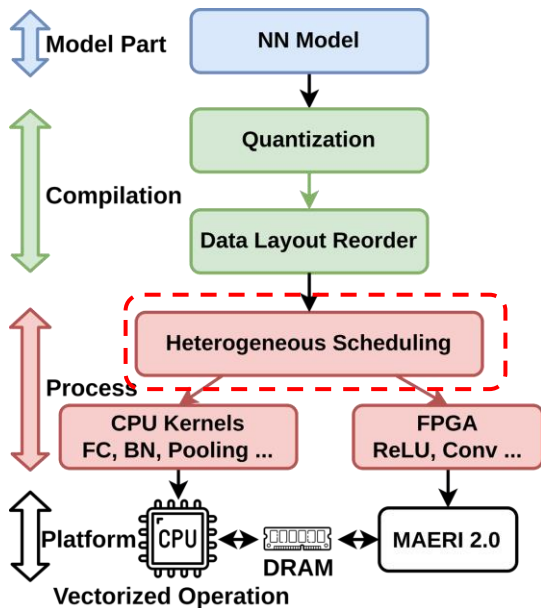 Model Part
NN Model
Quantization
Compilation
Data Layout Reorder
Heterogeneous Scheduling
Process
CPU Kernels
FC, BN, Pooling ...
FPGA
ReLU, Conv ...
Platform
CPU
DRAM
MAERI 2.0
Vectorized Operation